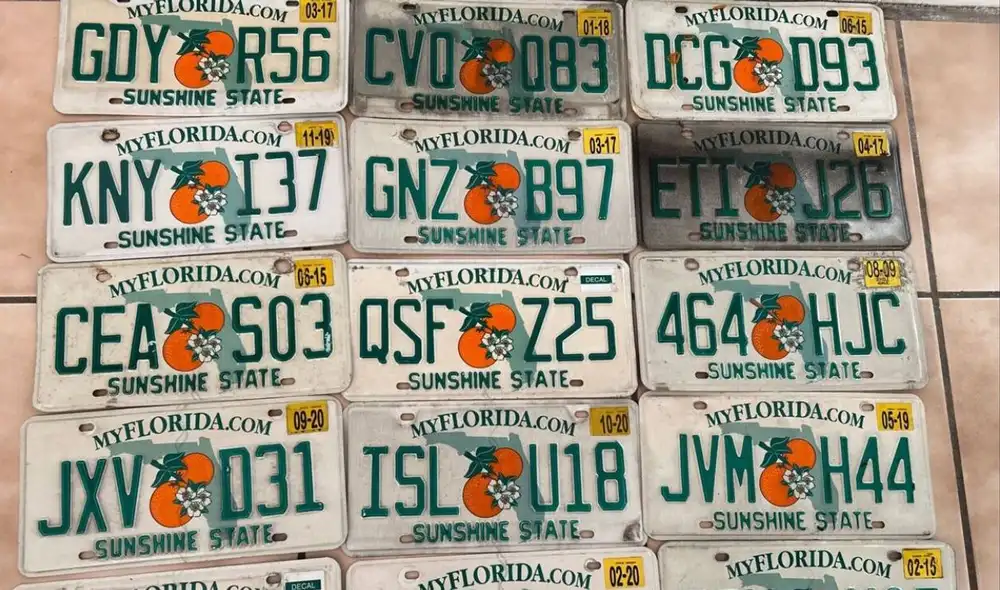 MYFLORIDA.COM 03-17
GDY R56
SUNSHINE STATE
MYFLORIDA.COM 01-18
CVQ Q83
SUNSHINE STATE
MYFLORIDA.COM 06-15
DCG D93
SUNSHINE STATE
MYFLORIDA.COM 11-19
KNY I37
SUNSHINE STATE
MYFLORIDA.COM 03-17
GNZ B97
SUNSHINE STATE
MYFLORIDA.COM 04-17
ETI J26
SUNSHINE STATE
MYFLORIDA.COM 06-15
CEA S03
SUNSHINE STATE
MYFLORIDA.COM DECAL
QSF Z25
SUNSHINE STATE
MYFLORIDA.COM 08-09
464 HJC
SUNSHINE STATE
MYFLORIDA.COM 09-20
JXV D31
SUNSHINE STATE
MYFLORIDA.COM 10-20
ISL U18
SUNSHINE STATE
MYFLORIDA.COM 05-19
JVM H44
SUNSHINE STATE
MYFLORIDA.COM DECAL
MYFLORIDA.COM 02-20
MYFLORIDA.COM 02-15